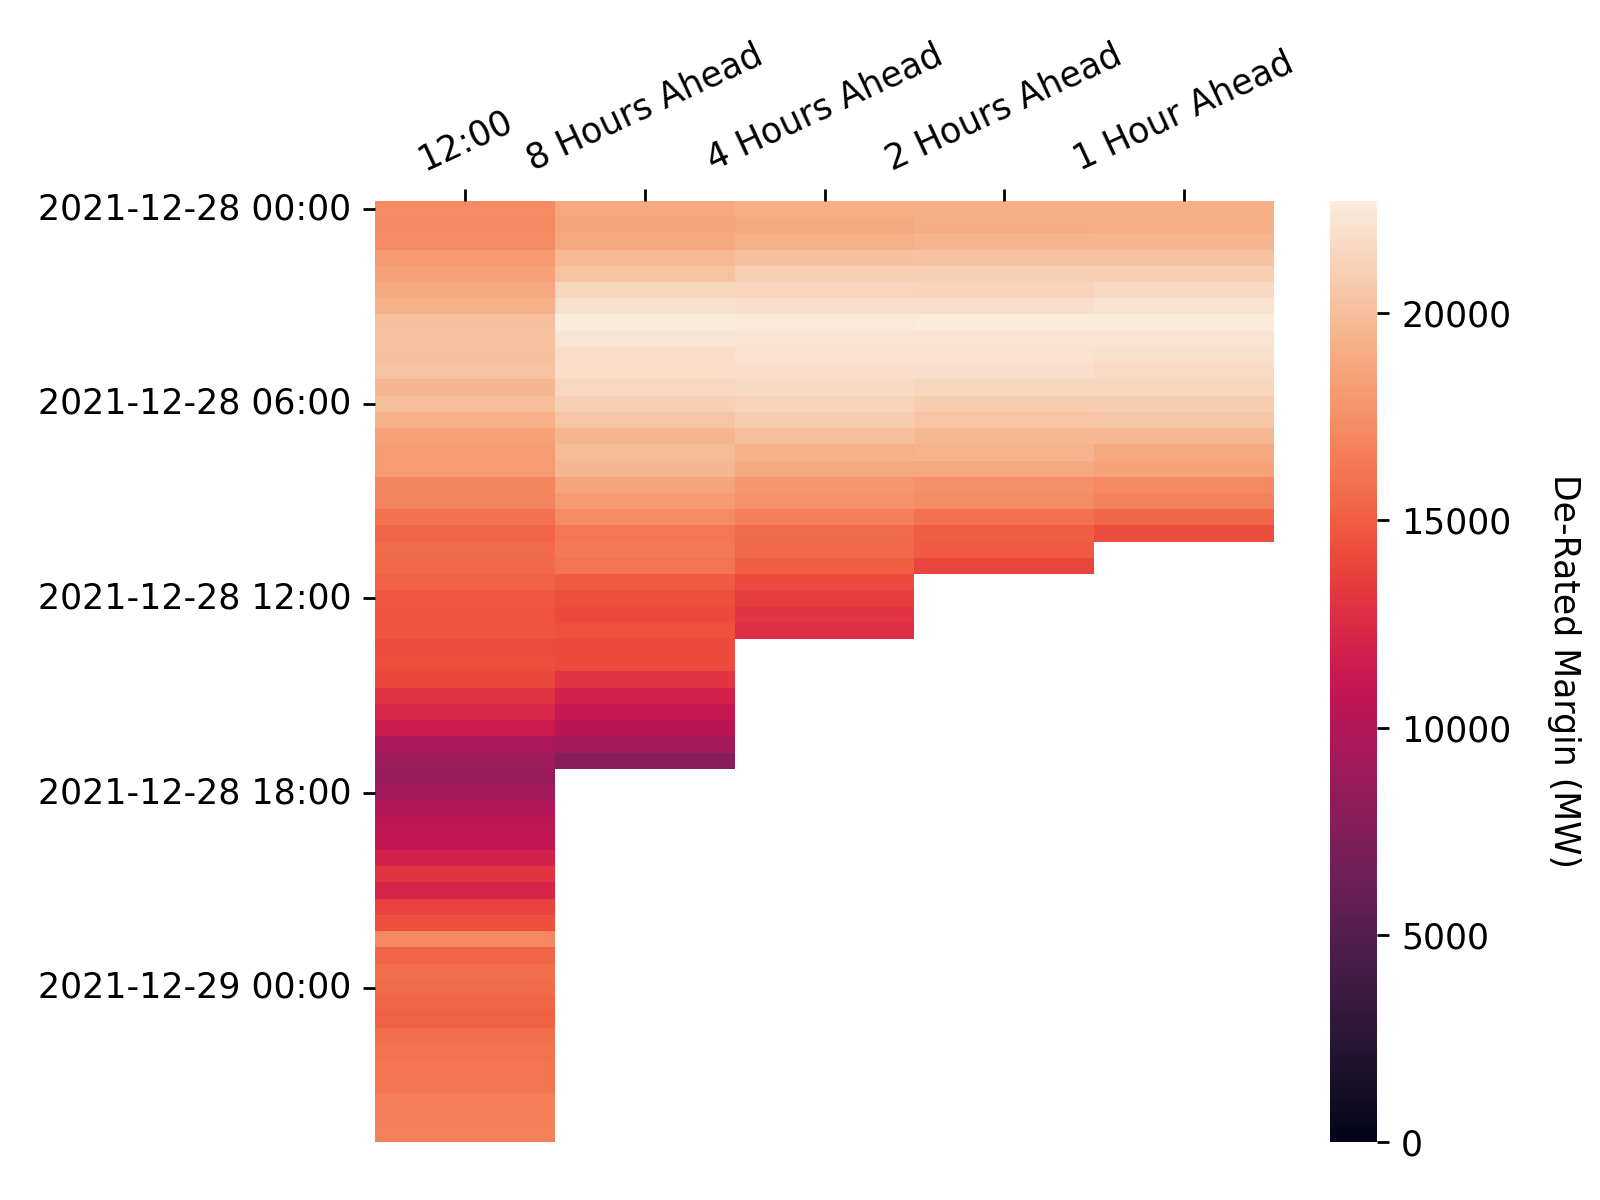 12:00
8 Hours Ahead
4 Hours Ahead
2 Hours Ahead
1 Hour Ahead
2021-12-28 00:00
2021-12-28 06:00
2021-12-28 12:00
2021-12-28 18:00
2021-12-29 00:00
20000
15000
10000
5000
0
De-Rated Margin (MW)